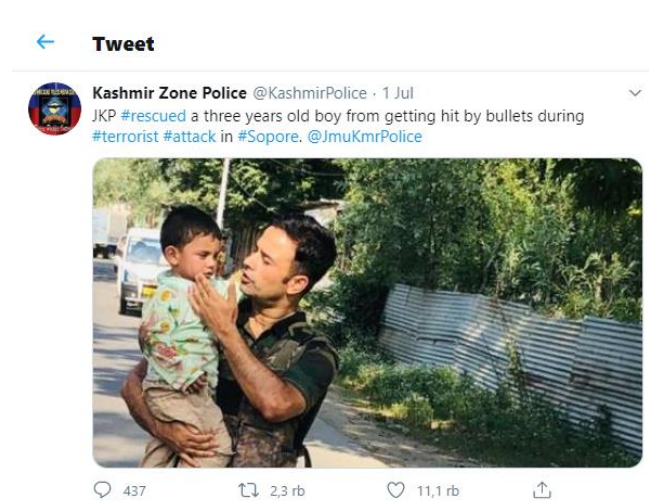 Tweet
Kashmir Zone Police @KashmirPolice · 1 Jul
JKP #rescued a three years old boy from getting hit by bullets during
#terrorist #attack in #Sopore. @JmuKmrPolice
437 2,3 rb 11,1 rb